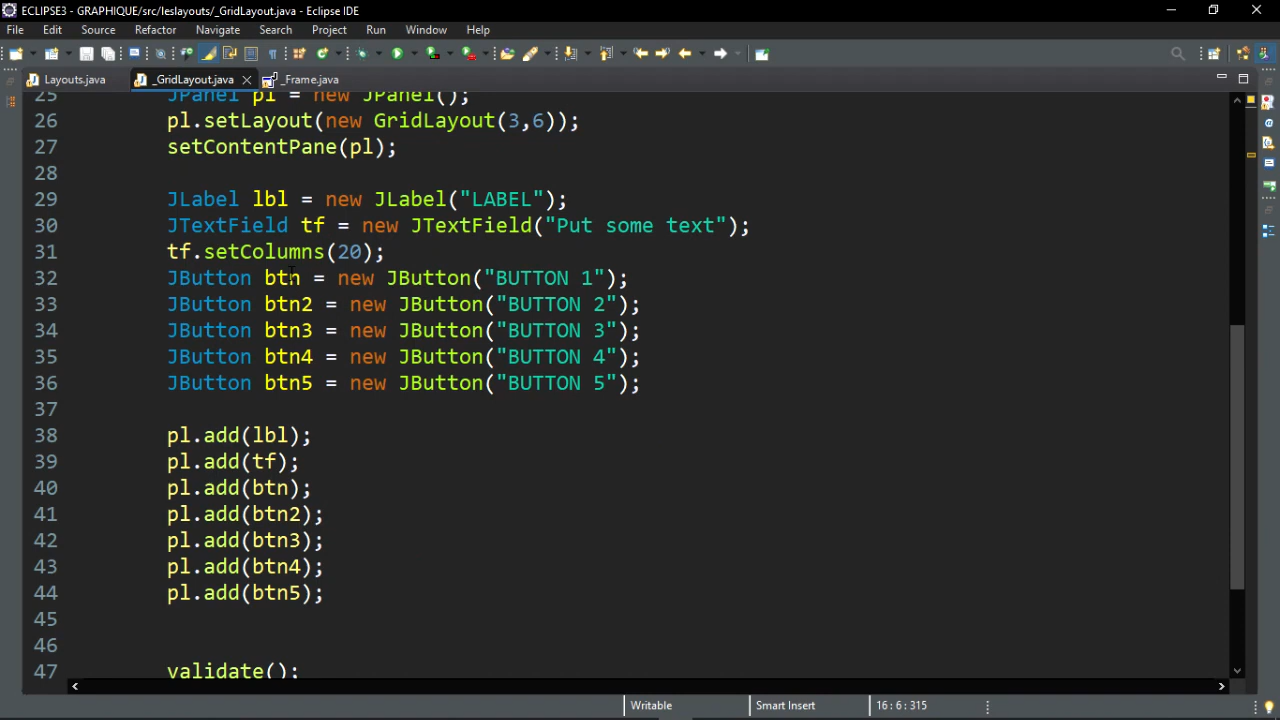 ECLIPSE3 - GRAPHIQUE/src/leslayouts/_GridLayout.java - Eclipse IDE
File Edit Source Refactor Navigate Search Project Run Window Help
Layouts.java _GridLayout.java _Frame.java
25 JPanel pl = new JPanel();
26 pl.setLayout(new GridLayout(3,6));
27 setContentPane(pl);
28
29 JLabel lbl = new JLabel("LABEL");
30 JTextField tf = new JTextField("Put some text");
31 tf.setColumns(20);
32 JButton btn = new JButton("BUTTON 1");
33 JButton btn2 = new JButton("BUTTON 2");
34 JButton btn3 = new JButton("BUTTON 3");
35 JButton btn4 = new JButton("BUTTON 4");
36 JButton btn5 = new JButton("BUTTON 5");
37
38 pl.add(lbl);
39 pl.add(tf);
40 pl.add(btn);
41 pl.add(btn2);
42 pl.add(btn3);
43 pl.add(btn4);
44 pl.add(btn5);
45
46
47 validate();
Writable Smart Insert 16 : 6 : 315